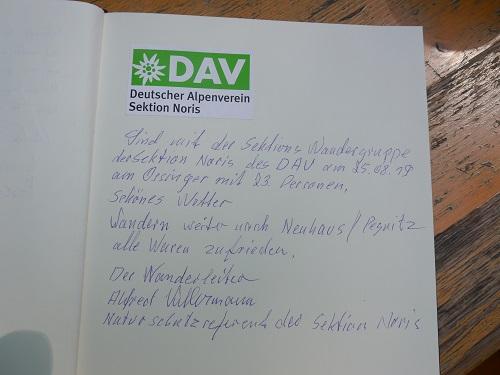 DAV
Deutscher Alpenverein
Sektion Noris
Sind mit der Sektions Wandergruppe
der Sektion Noris des DAV am 25.08.19
am Ossinger mit 23 Personen.
Schönes Wetter
Wandern weiter nach Neuhaus/Pegnitz
alle Waren zufrieden.
Der Wanderleiter
Alfred
Naturschutzreferent der Sektion Noris